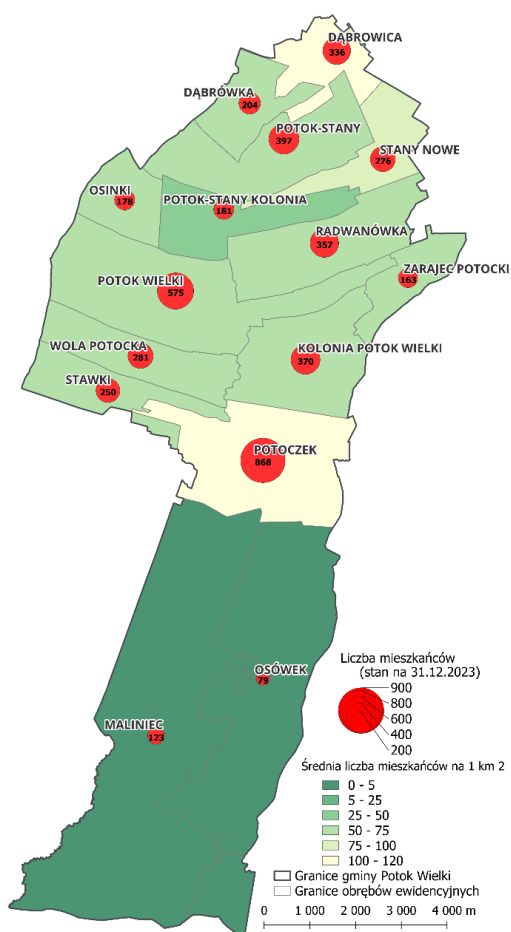 DĄBROWICA
336
DĄBRÓWKA
204
POTOK-STANY
397
STANY NOWE
276
OSINKI
178
POTOK-STANY KOLONIA
181
RADWANÓWKA
357
ZARAJEC POTOCKI
163
POTOK WIELKI
575
WOLA POTOCKA
281
KOLONIA POTOK WIELKI
370
STAWKI
250
POTOCZEK
868
OSÓWEK
79
MALINIEC
123
Liczba mieszkańców
(stan na 31.12.2023)
900
800
600
400
200
Średnia liczba mieszkańców na 1 km 2
0 - 5
5 - 25
25 - 50
50 - 75
75 - 100
100 - 120
Granice gminy Potok Wielki
Granice obrębów ewidencyjnych
0 1 000 2 000 3 000 4 000 m